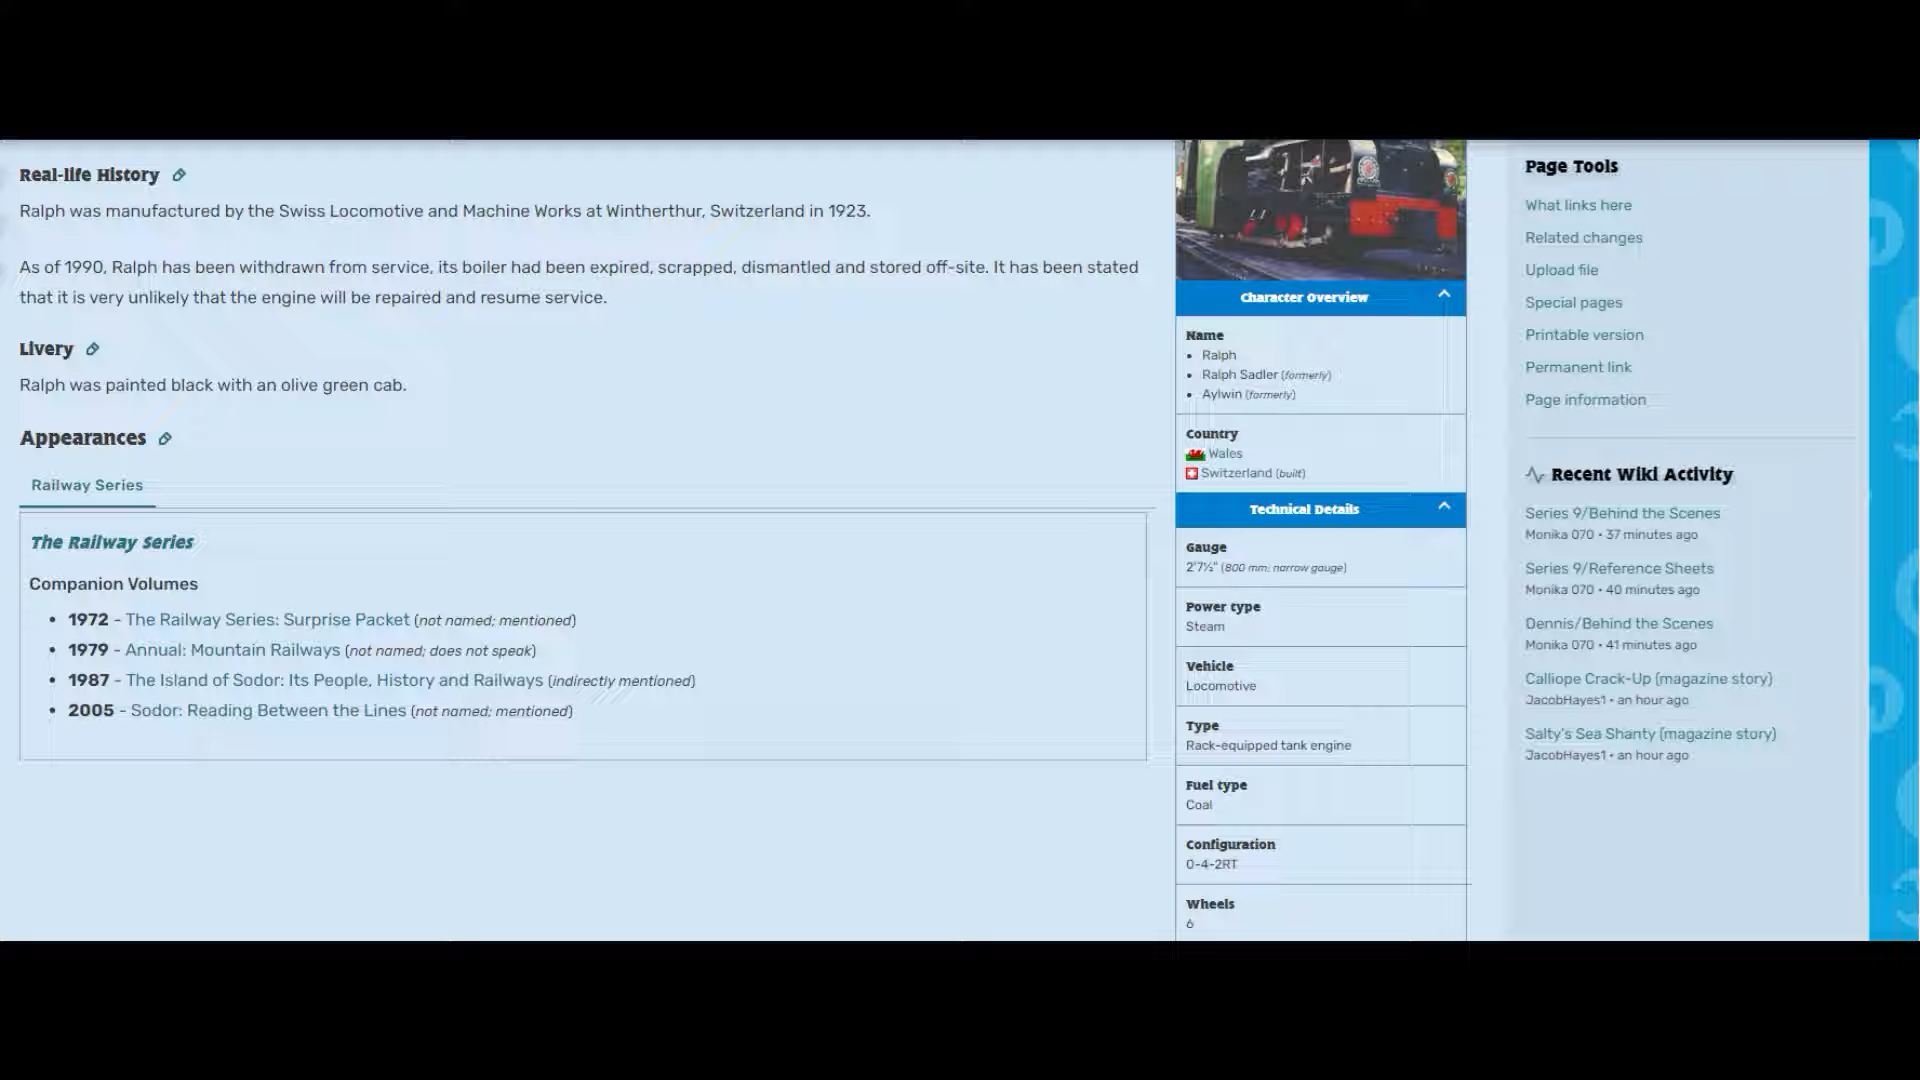 Real-life History
Ralph was manufactured by the Swiss Locomotive and Machine Works at Wintherthur, Switzerland in 1923.
As of 1990, Ralph has been withdrawn from service, its boiler had been expired, scrapped, dismantled and stored off-site. It has been stated
that it is very unlikely that the engine will be repaired and resume service.
Livery
Ralph was painted black with an olive green cab.
Appearances
Railway Series
The Railway Series
Companion Volumes
• 1972 - The Railway Series: Surprise Packet (not named; mentioned)
• 1979 - Annual: Mountain Railways (not named; does not speak)
• 1987 - The Island of Sodor: Its People, History and Railways (indirectly mentioned)
• 2005 - Sodor: Reading Between the Lines (not named; mentioned)
Character Overview
Name
• Ralph
• Ralph Sadler (formerly)
• Aylwin (formerly)
Country
Wales
Switzerland (built)
Technical Details
Gauge
2'7½" (800 mm; narrow gauge)
Power type
Steam
Vehicle
Locomotive
Type
Rack-equipped tank engine
Fuel type
Coal
Configuration
0-4-2RT
Wheels
6
Page Tools
What links here
Related changes
Upload file
Special pages
Printable version
Permanent link
Page information
Recent Wiki Activity
Series 9/Behind the Scenes
Monika 070 • 37 minutes ago
Series 9/Reference Sheets
Monika 070 • 40 minutes ago
Dennis/Behind the Scenes
Monika 070 • 41 minutes ago
Calliope Crack-Up (magazine story)
JacobHayes1 • an hour ago
Salty's Sea Shanty (magazine story)
JacobHayes1 • an hour ago